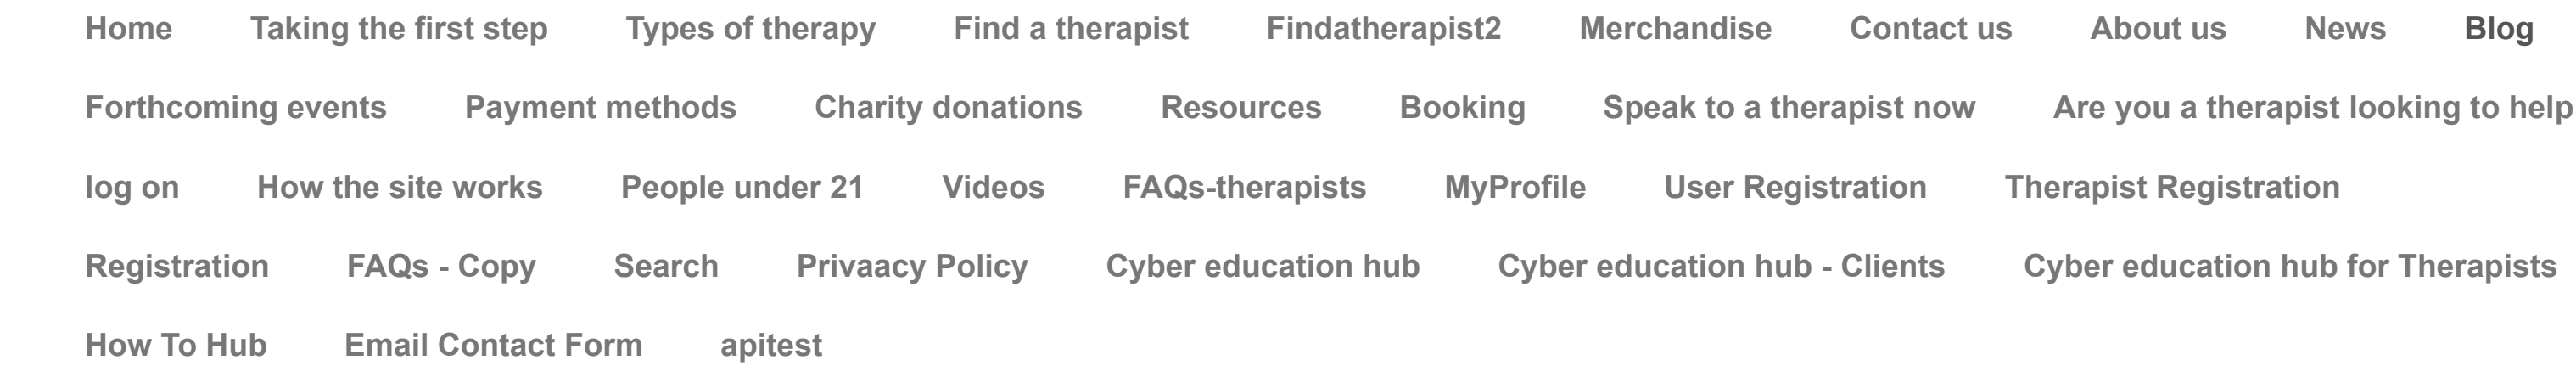 Home Taking the first step Types of therapy Find a therapist Findatherapist2 Merchandise Contact us About us News Blog
Forthcoming events Payment methods Charity donations Resources Booking Speak to a therapist now Are you a therapist looking to help
log on How the site works People under 21 Videos FAQs-therapists MyProfile User Registration Therapist Registration
Registration FAQs - Copy Search Privaacy Policy Cyber education hub Cyber education hub - Clients Cyber education hub for Therapists
How To Hub Email Contact Form apitest